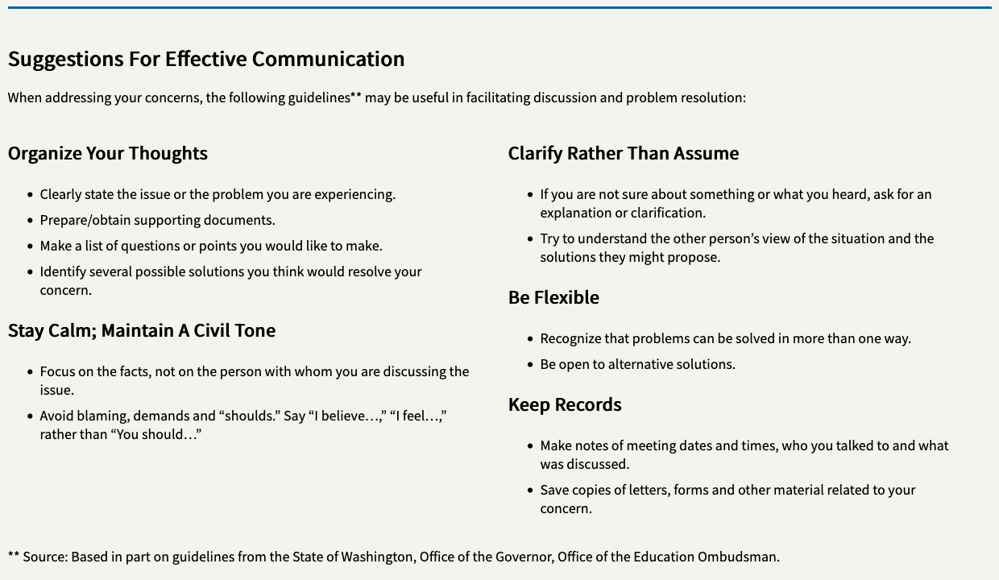 Suggestions For Effective Communication
When addressing your concerns, the following guidelines** may be useful in facilitating discussion and problem resolution:
Organize Your Thoughts
• Clearly state the issue or the problem you are experiencing.
• Prepare/obtain supporting documents.
• Make a list of questions or points you would like to make.
• Identify several possible solutions you think would resolve your
concern.
Stay Calm; Maintain A Civil Tone
• Focus on the facts, not on the person with whom you are discussing the
issue.
• Avoid blaming, demands and “shoulds.” Say “I believe…,” “I feel…,”
rather than “You should…”
Clarify Rather Than Assume
• If you are not sure about something or what you heard, ask for an
explanation or clarification.
• Try to understand the other person’s view of the situation and the
solutions they might propose.
Be Flexible
• Recognize that problems can be solved in more than one way.
• Be open to alternative solutions.
Keep Records
• Make notes of meeting dates and times, who you talked to and what
was discussed.
• Save copies of letters, forms and other material related to your
concern.
** Source: Based in part on guidelines from the State of Washington, Office of the Governor, Office of the Education Ombudsman.